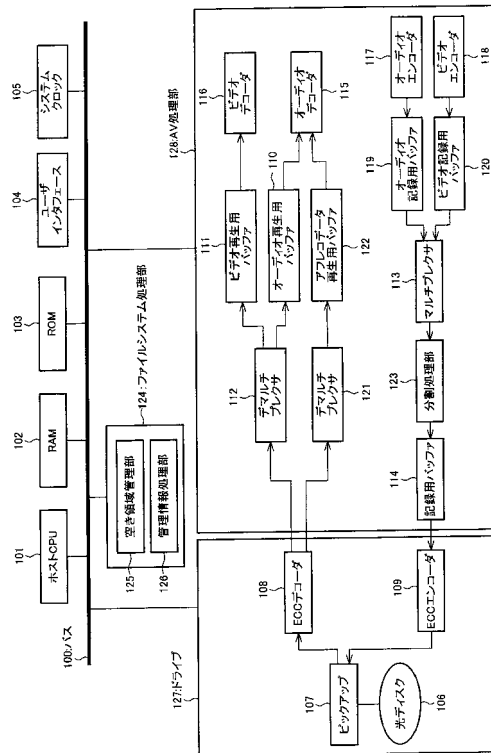 101
ホストCPU
102
RAM
103
ROM
104
ユーザ
インタフェース
105
システム
クロック
100:バス
124:ファイルシステム処理部
空き領域管理部
125
管理情報処理部
126
127:ドライブ
108
ECCデコーダ
109
ECCエンコーダ
107
ピックアップ
光ディスク
106
128:AV処理部
112
デマルチ
プレクサ
デマルチ
プレクサ
121
111
ビデオ再生用
バッファ
110
オーディオ再生用
バッファ
アフレコデータ
再生用バッファ
122
116
ビデオ
デコーダ
オーディオ
デコーダ
115
117
オーディオ
エンコーダ
ビデオ
エンコーダ
118
119
オーディオ
記録用バッファ
ビデオ記録用
バッファ
120
マルチプレクサ
113
分割処理部
123
記録用バッファ
114